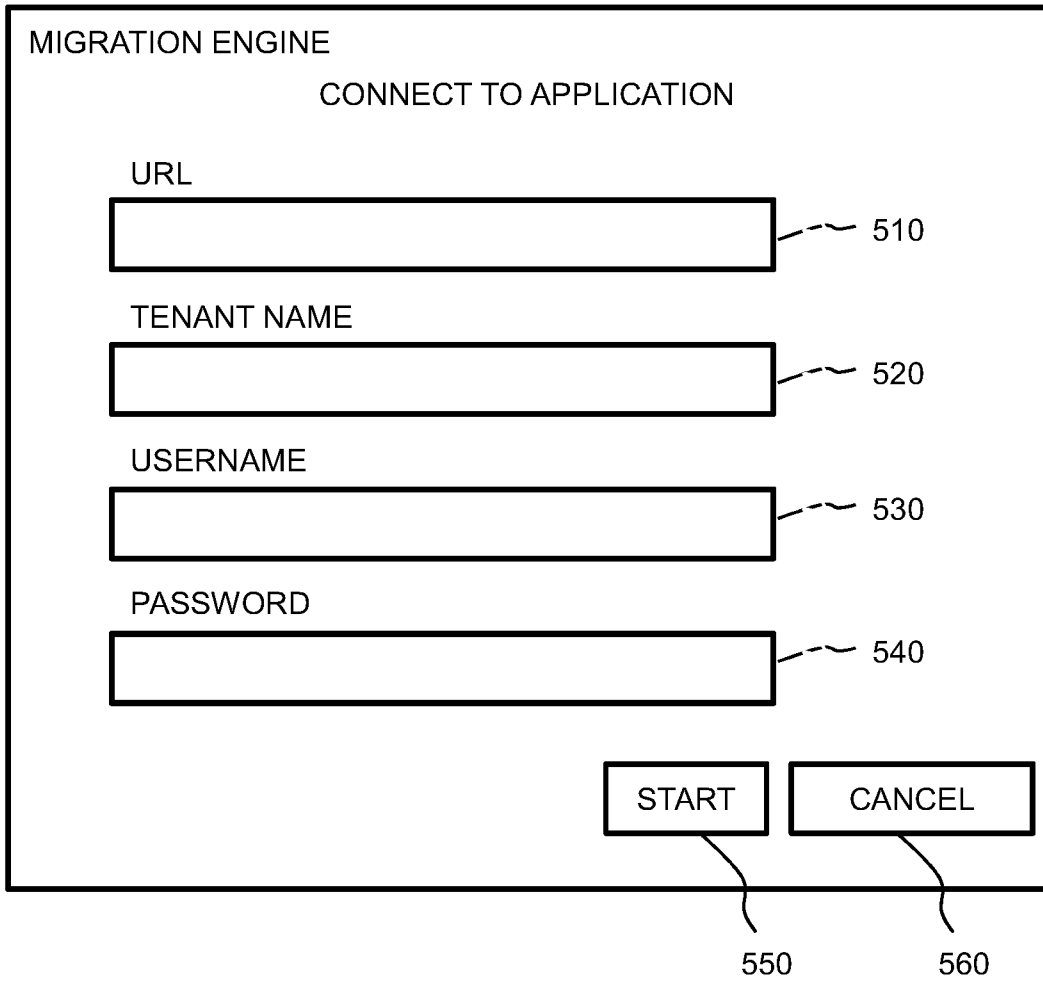 MIGRATION ENGINE
CONNECT TO APPLICATION
URL
510
TENANT NAME
520
USERNAME
530
PASSWORD
540
START CANCEL
550 560